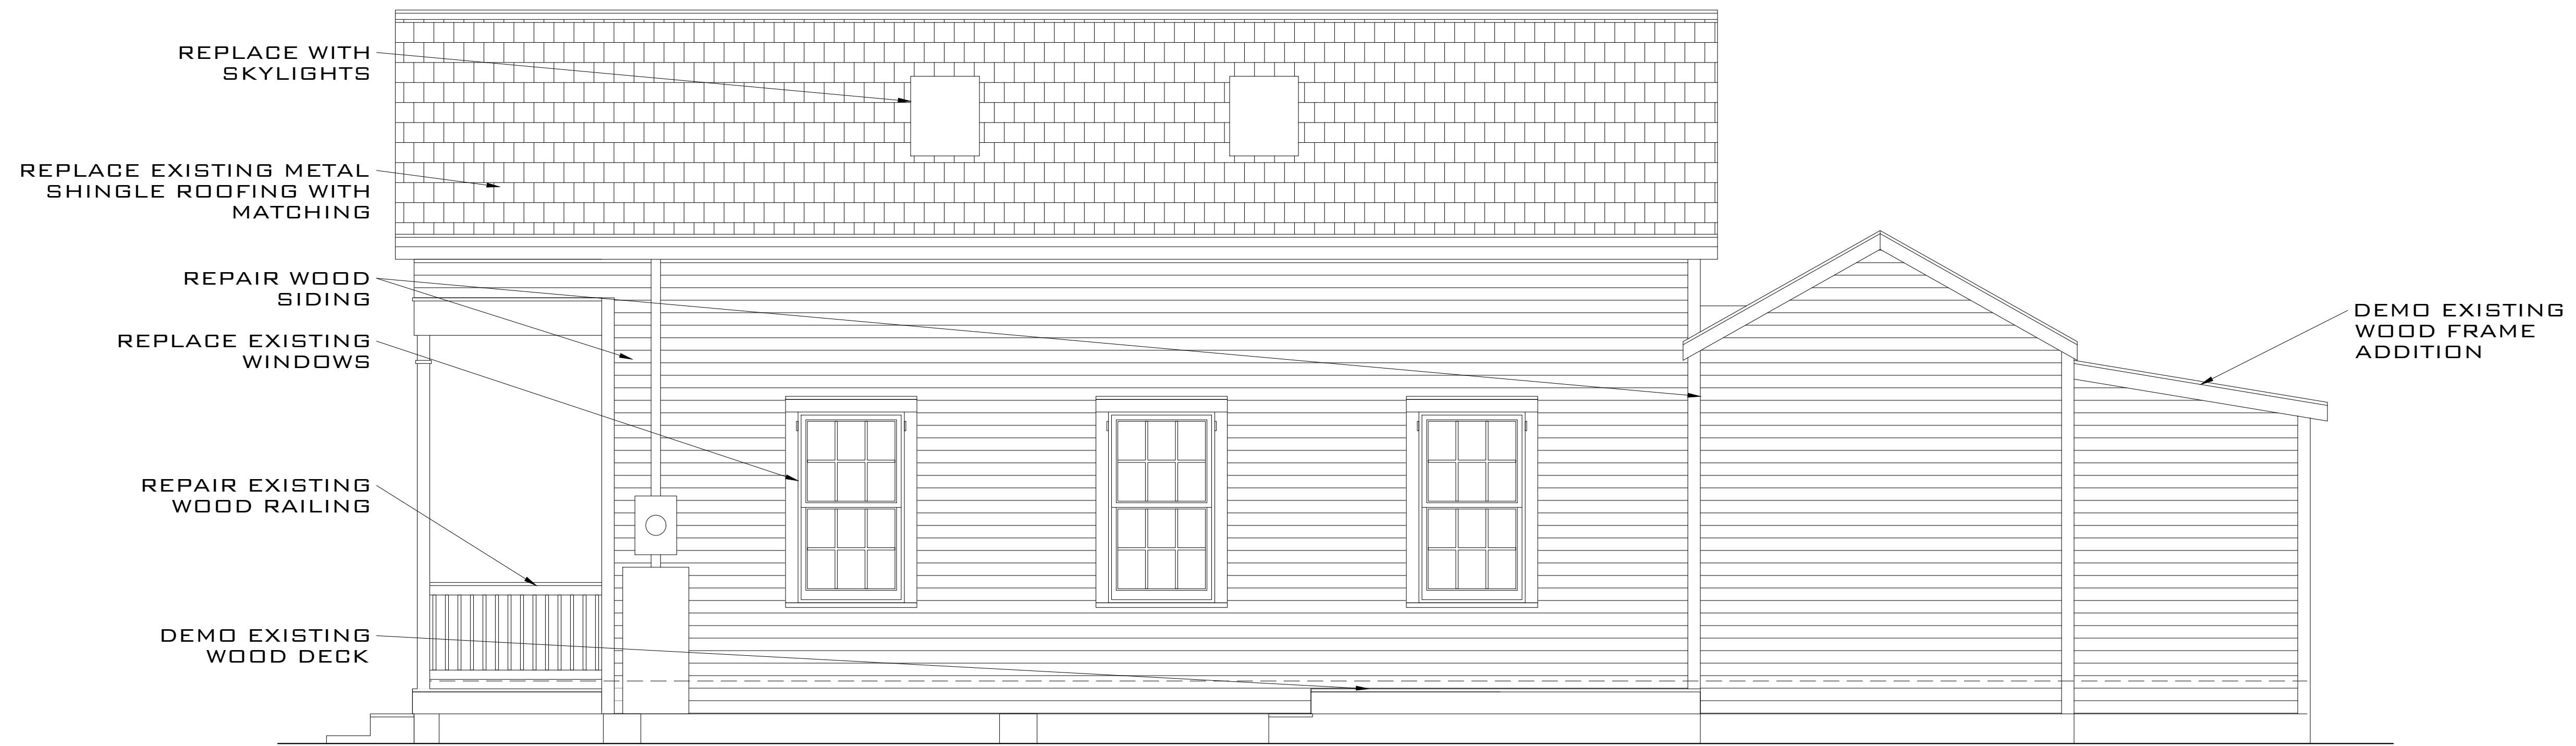 REPLACE WITH
SKYLIGHTS
REPLACE EXISTING METAL
SHINGLE ROOFING WITH
MATCHING
REPAIR WOOD
SIDING
REPLACE EXISTING
WINDOWS
REPAIR EXISTING
WOOD RAILING
DEMO EXISTING
WOOD DECK
DEMO EXISTING
WOOD FRAME
ADDITION